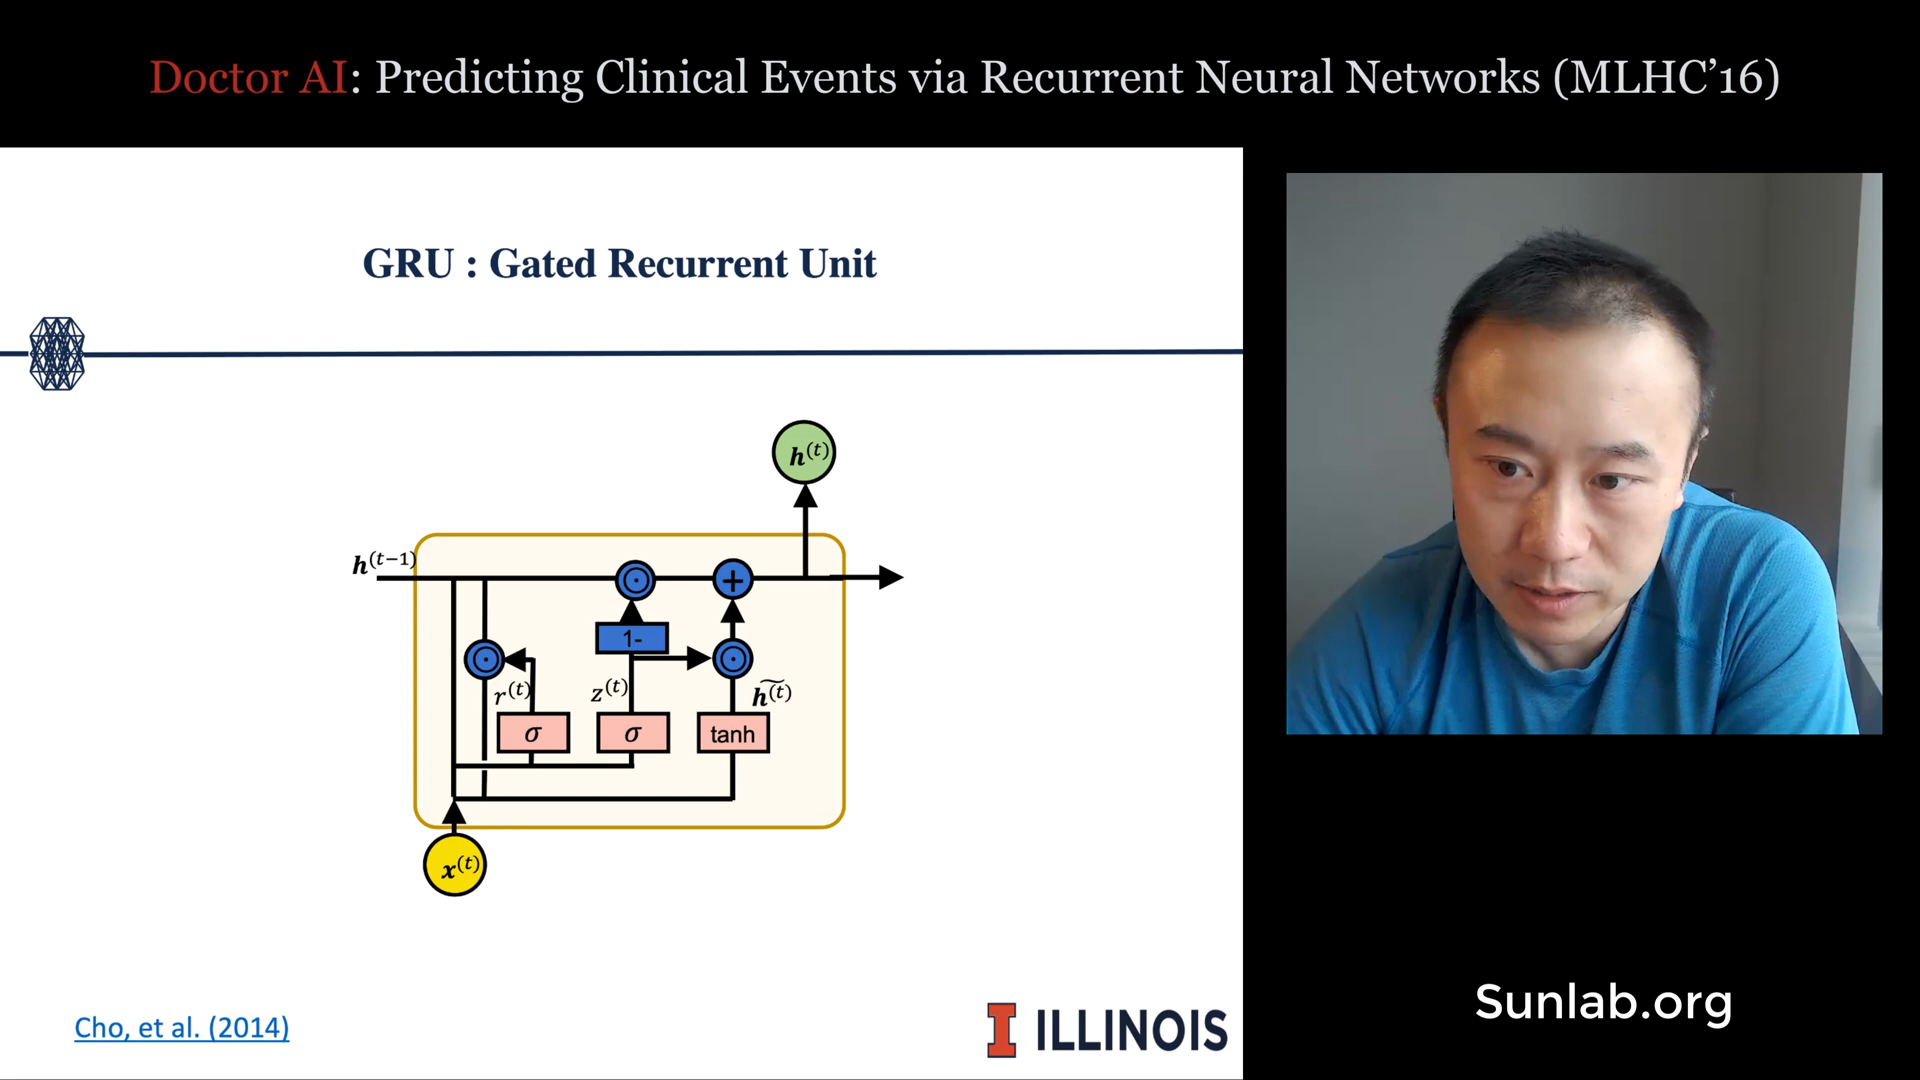 Doctor AI: Predicting Clinical Events via Recurrent Neural Networks (MLHC’16)
GRU : Gated Recurrent Unit
h(t)
h(t−1)
1-
r(t)
z(t)
h̃(t)
σ
σ
tanh
x(t)
Cho, et al. (2014)
ILLINOIS
Sunlab.org